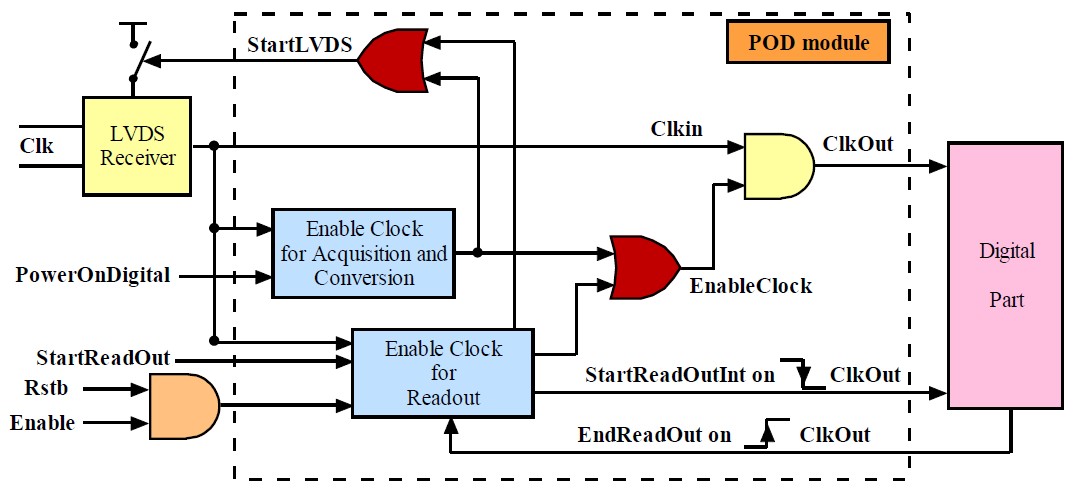 POD module
StartLVDS
Clk
LVDS
Receiver
Clkin
ClkOut
Enable Clock
for Acquisition and
Conversion
PowerOnDigital
EnableClock
Digital
Part
StartReadOut
Enable Clock
for
Readout
Rstb
Enable
StartReadOutInt on ClkOut
EndReadOut on ClkOut